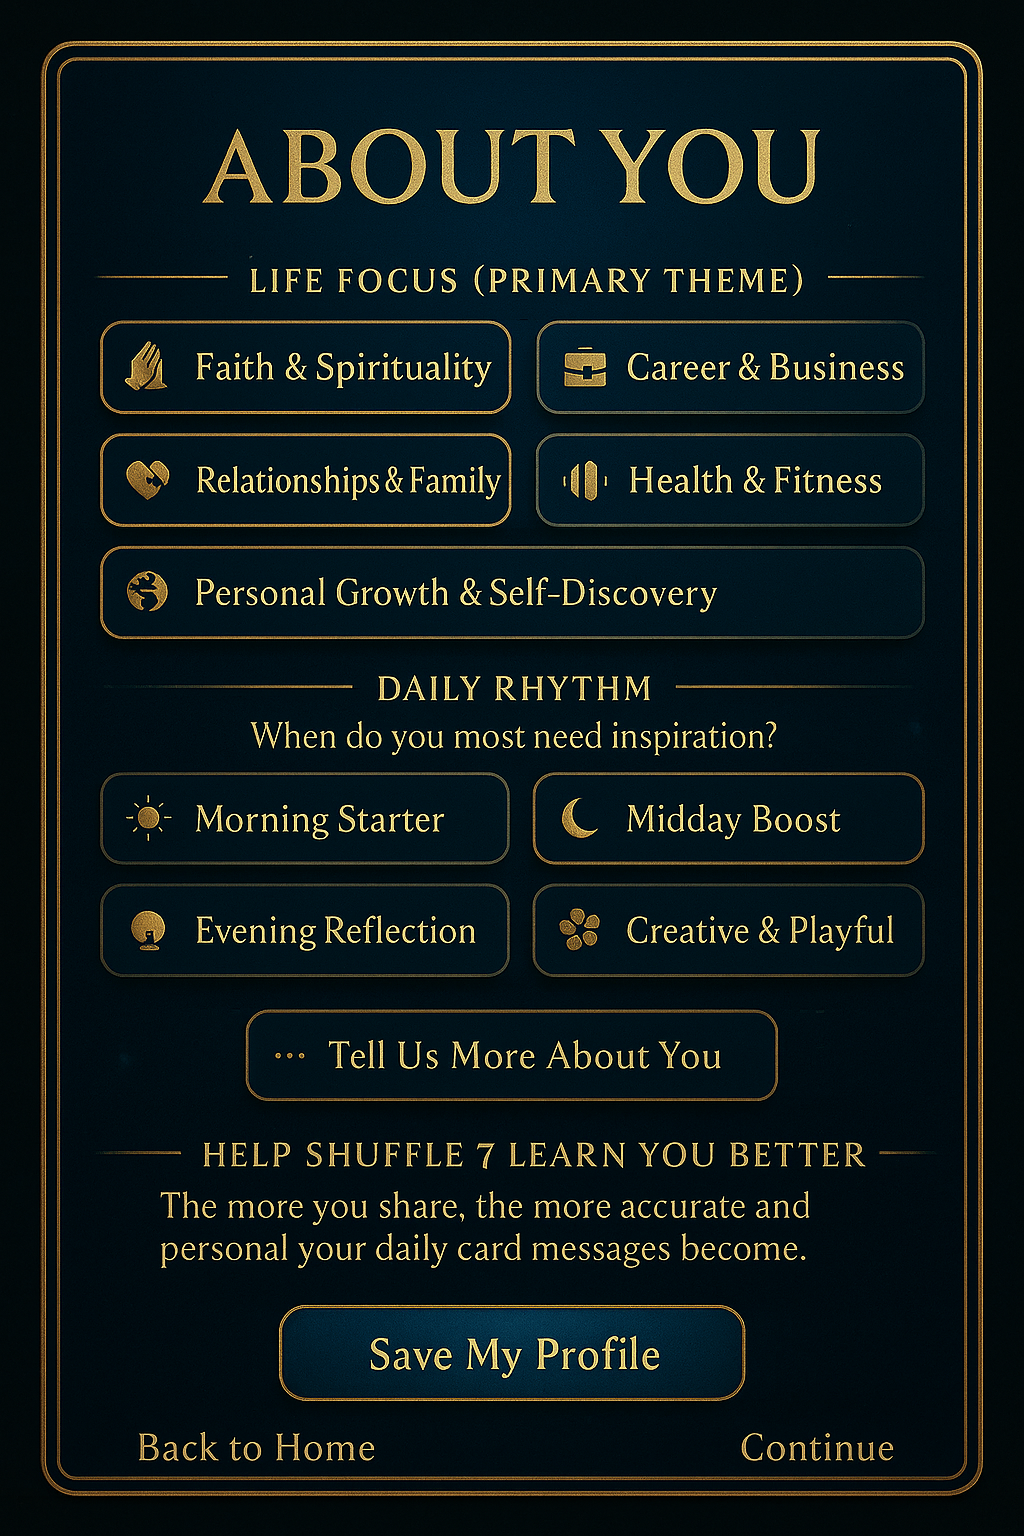 ABOUT YOU
LIFE FOCUS (PRIMARY THEME)
Faith & Spirituality
Career & Business
Relationships & Family
Health & Fitness
Personal Growth & Self-Discovery
DAILY RHYTHM
When do you most need inspiration?
Morning Starter
Midday Boost
Evening Reflection
Creative & Playful
... Tell Us More About You
HELP SHUFFLE 7 LEARN YOU BETTER
The more you share, the more accurate and
personal your daily card messages become.
Save My Profile
Back to Home
Continue